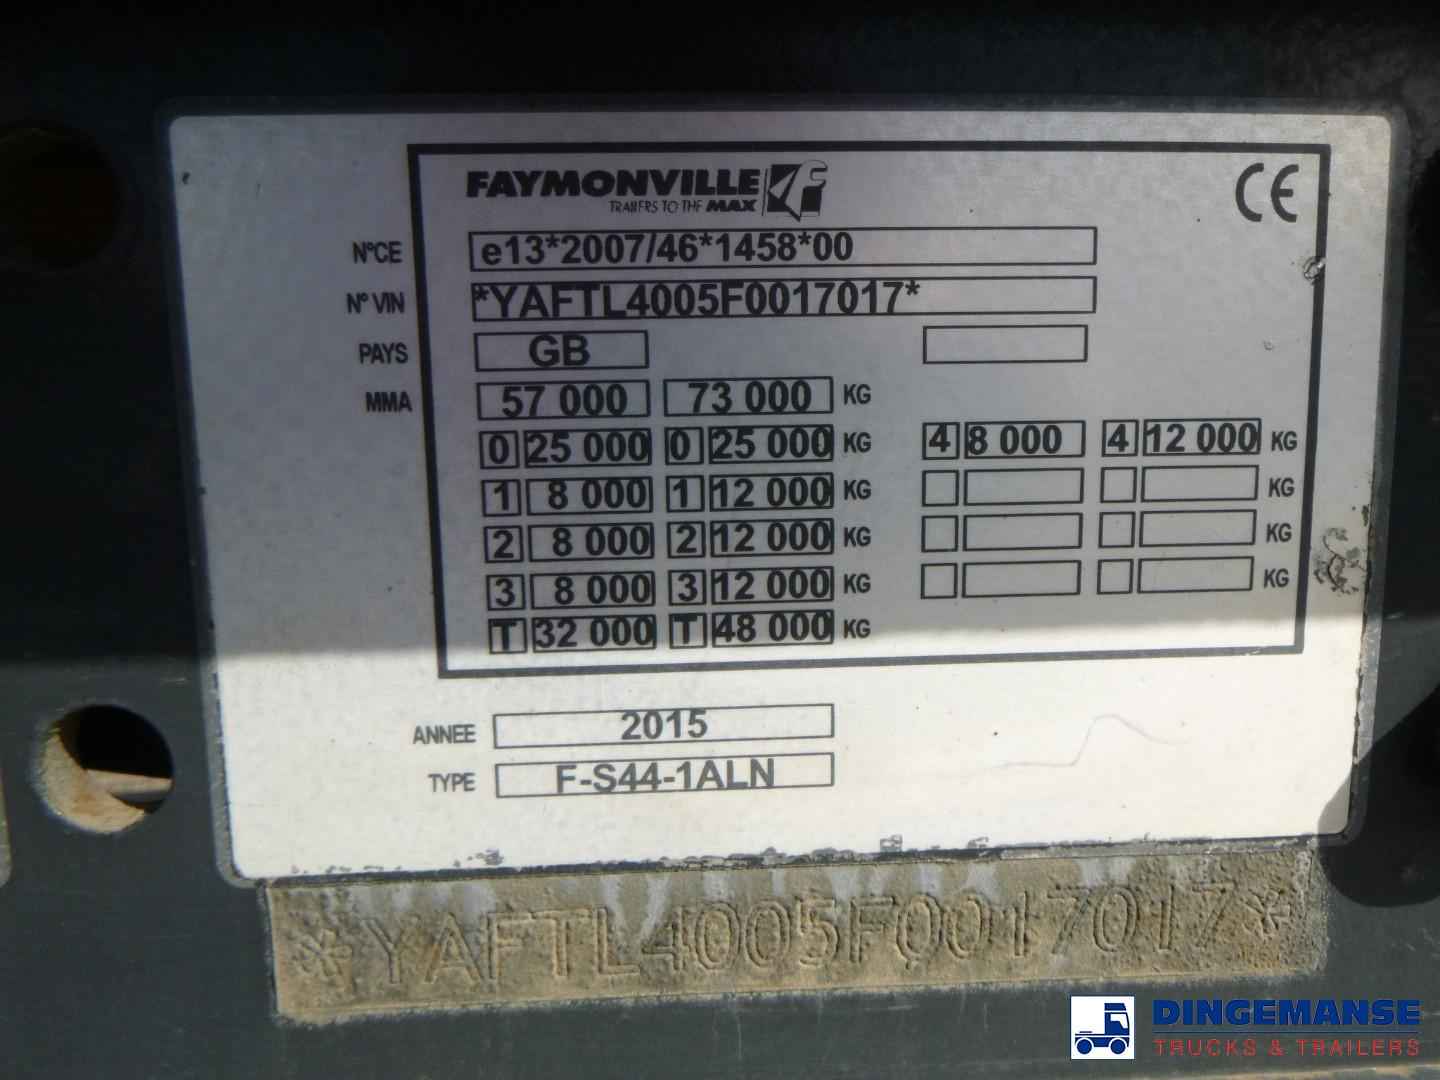 FAYMONVILLE
TRAILERS TO THE MAX
CE
N°CE e13*2007/46*1458*00
N° VIN *YAFTL4005F0017017*
PAYS GB
MMA 57 000 73 000 KG
0 25 000 0 25 000 KG 4 8 000 4 12 000 KG
1 8 000 1 12 000 KG KG
2 8 000 2 12 000 KG KG
3 8 000 3 12 000 KG KG
T 32 000 T 48 000 KG
ANNEE 2015
TYPE F-S44-1ALN
*YAFTL4005F0017017*
DINGEMANSE
TRUCKS & TRAILERS